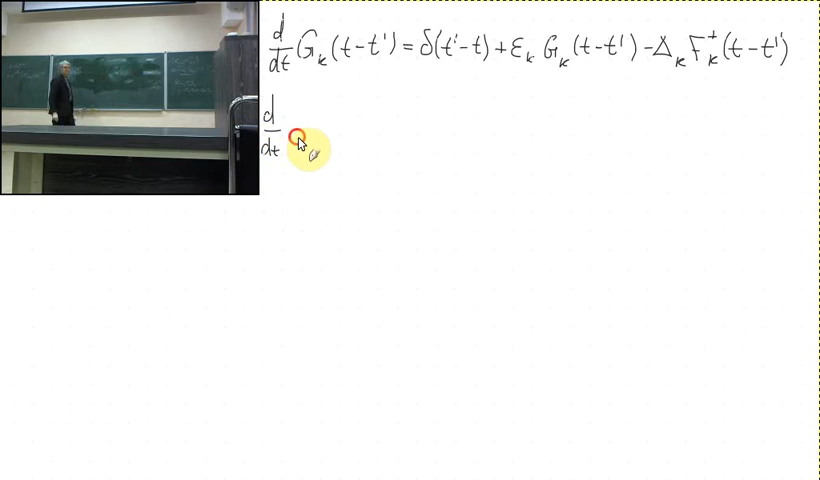 d/dt G_k (t-t') = δ(t'-t) + ε_k G_k (t-t') - Δ_k F_k^+ (t-t')
d/dt